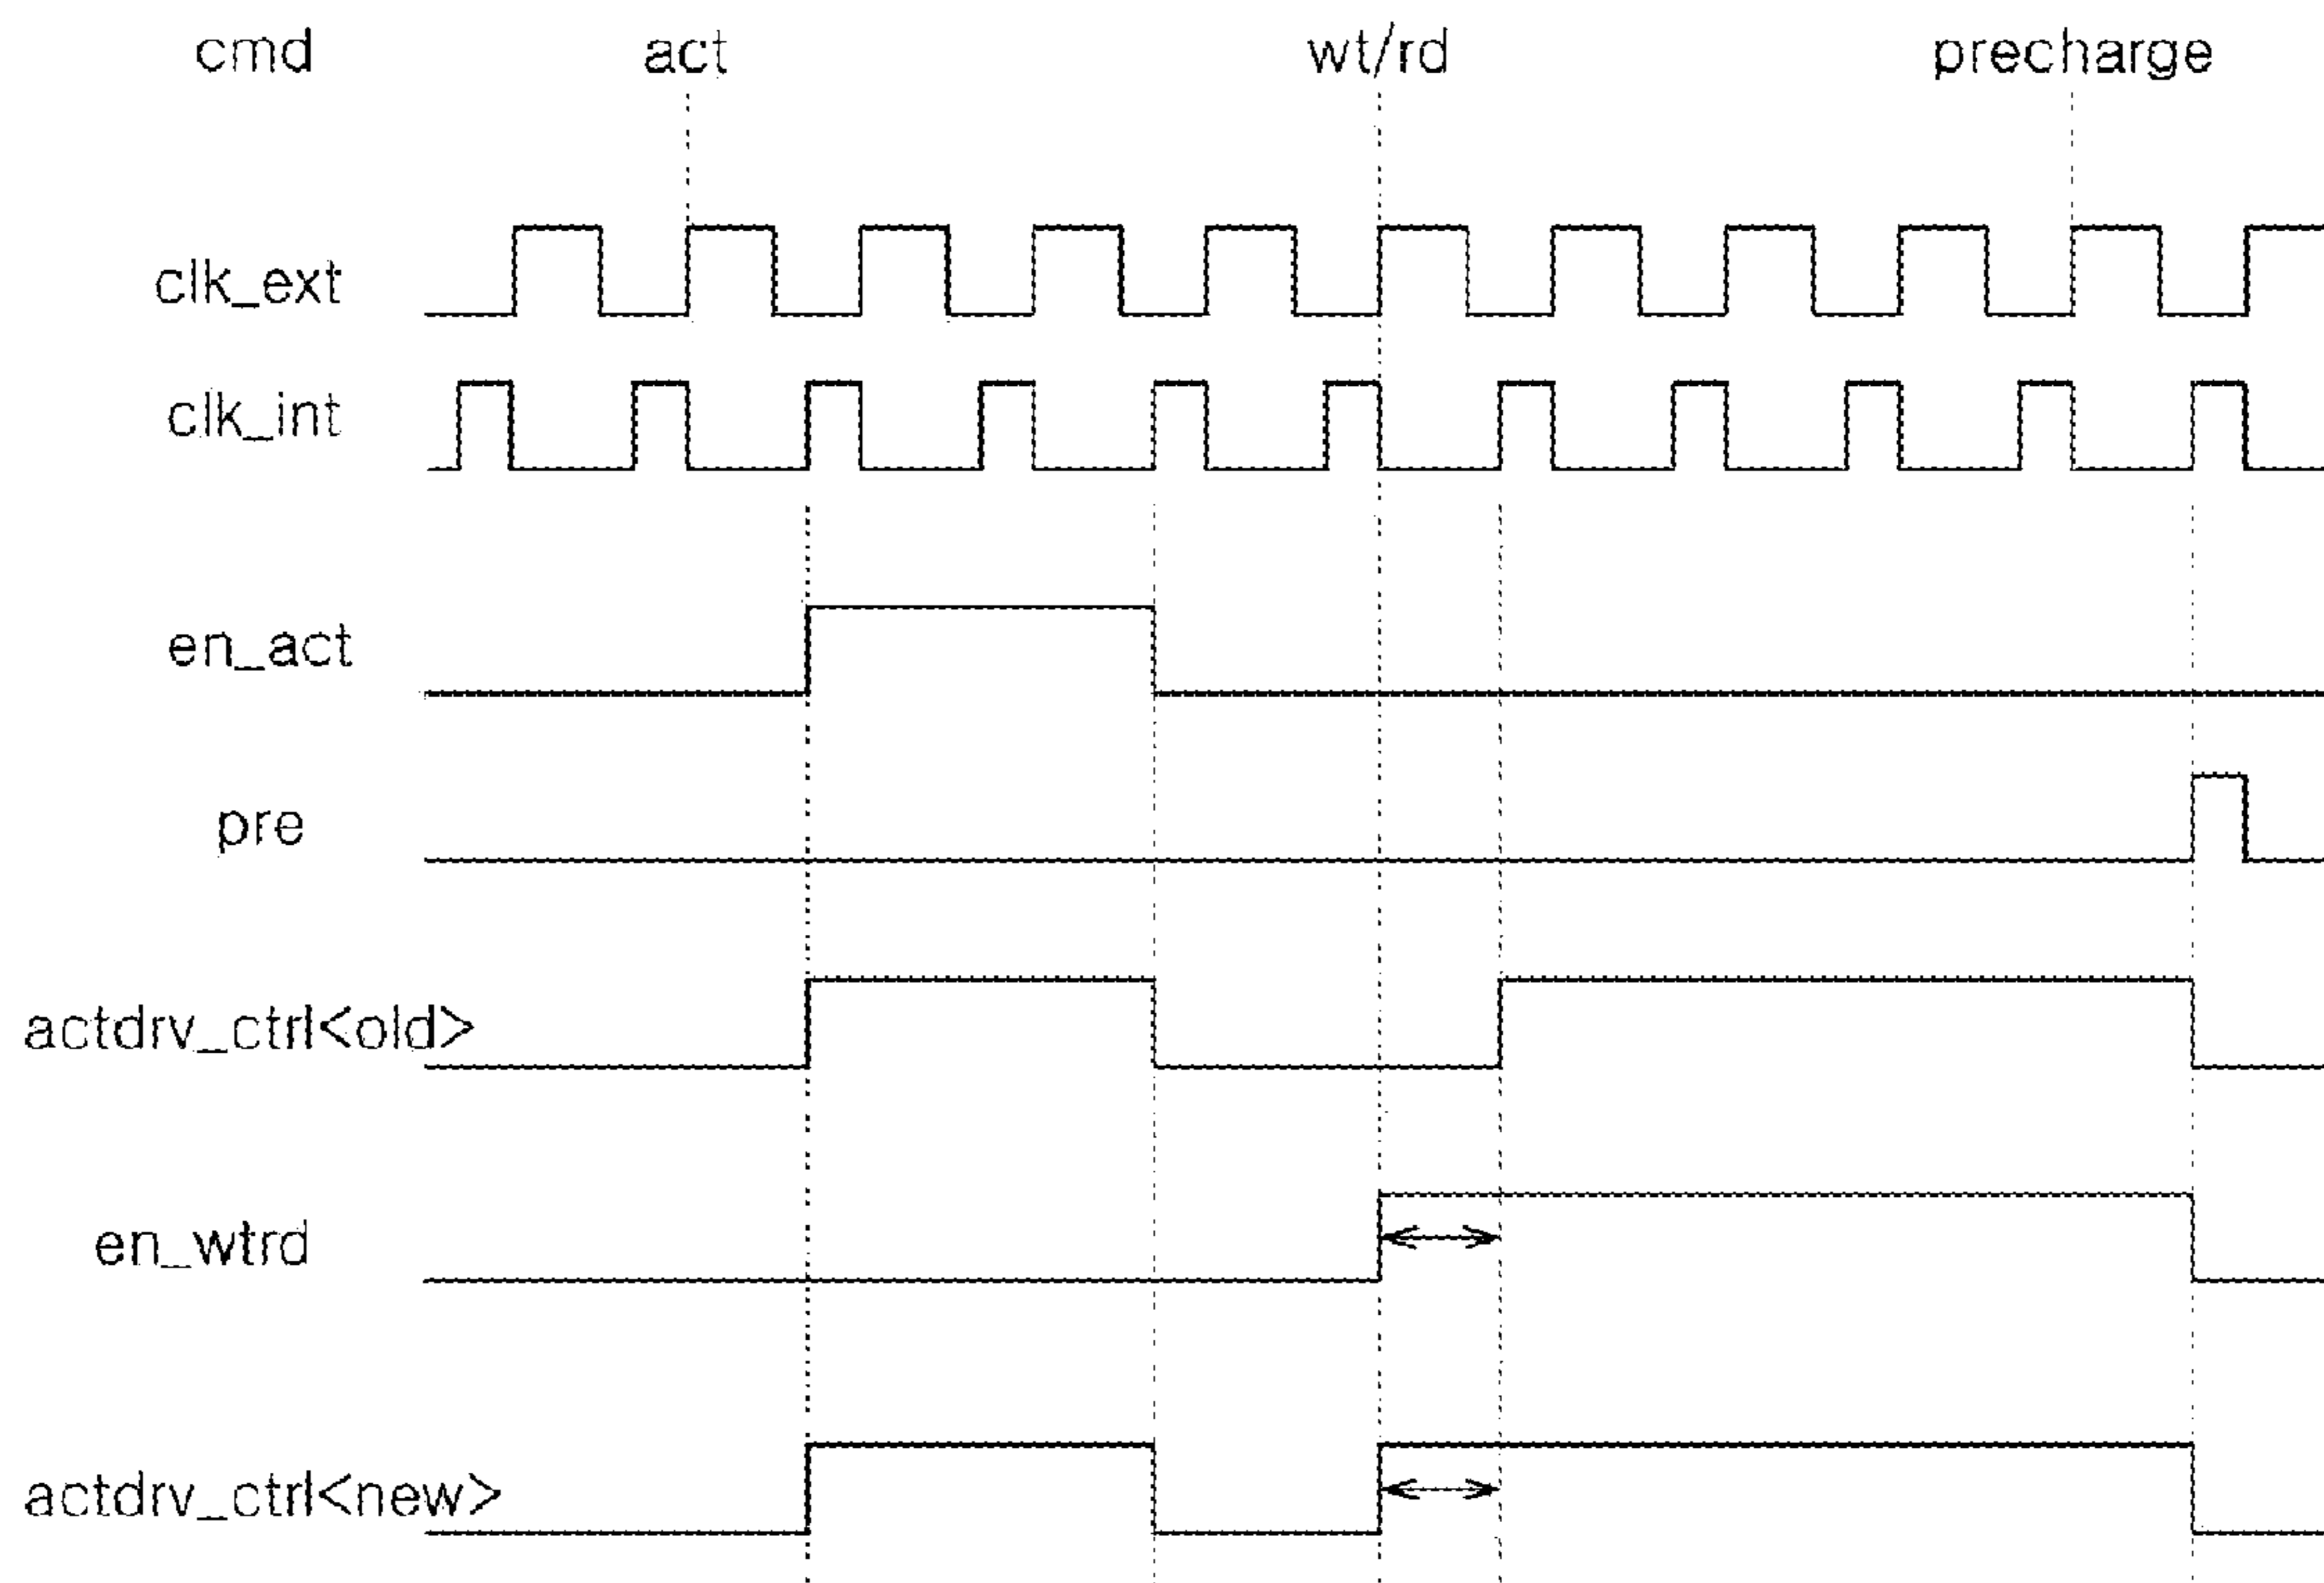 cmd act wt/rd precharge
clk_ext
clk_int
en_act
pre
actdrv_ctrl<old>
en_wtrd
actdrv_ctrl<new>